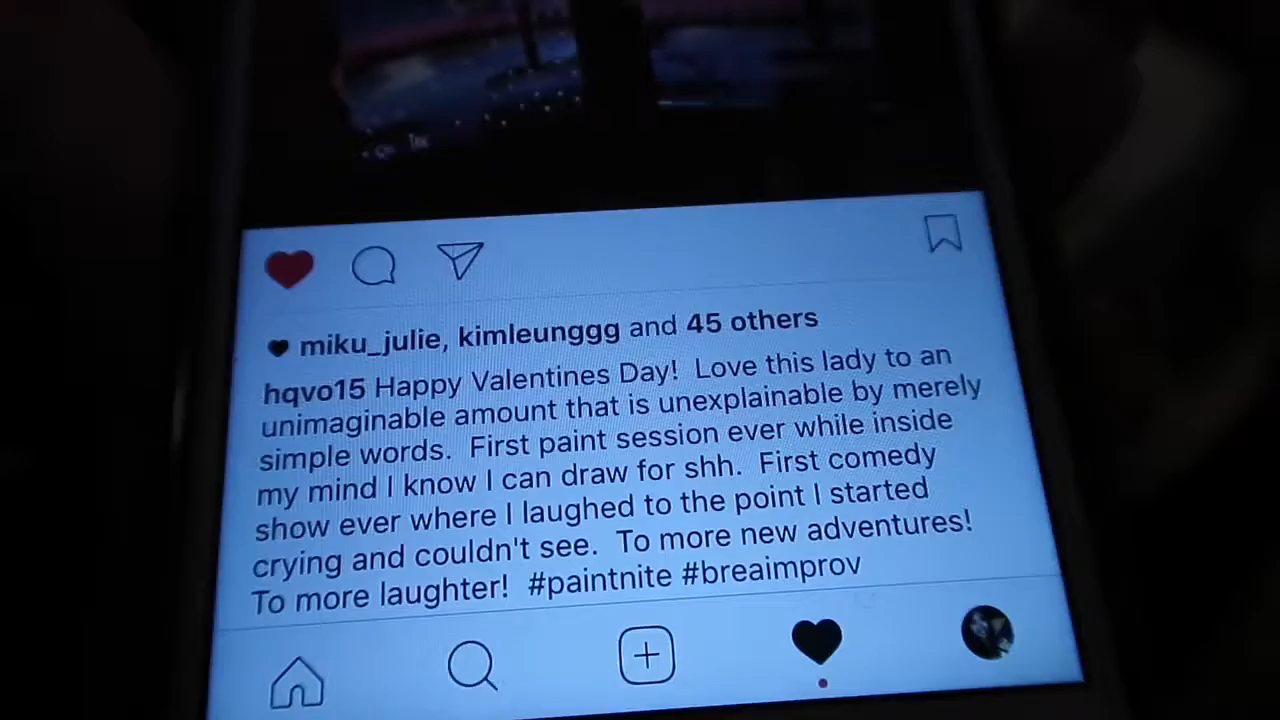 miku_julie, kimleunggg and 45 others
hqvo15 Happy Valentines Day! Love this lady to an
unimaginable amount that is unexplainable by merely
simple words. First paint session ever while inside
my mind I know I can draw for shh. First comedy
show ever where I laughed to the point I started
crying and couldn't see. To more new adventures!
To more laughter! #paintnite #breaimprov